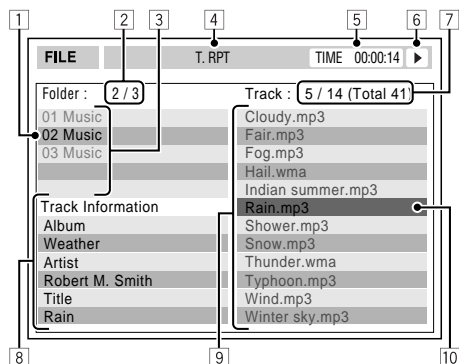 1 2 3 4 5 6 7
FILE T. RPT TIME 00:00:14
Folder : 2 / 3 Track : 5 / 14 (Total 41)
01 Music
02 Music
03 Music
Track Information
Album
Weather
Artist
Robert M. Smith
Title
Rain
Cloudy.mp3
Fair.mp3
Fog.mp3
Hail.wma
Indian summer.mp3
Rain.mp3
Shower.mp3
Snow.mp3
Thunder.wma
Typhoon.mp3
Wind.mp3
Winter sky.mp3
8 9 10